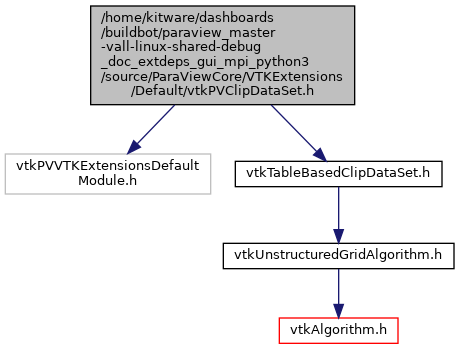 /home/kitware/dashboards
/buildbot/paraview_master
-vall-linux-shared-debug
_doc_extdeps_gui_mpi_python3
/source/ParaViewCore/VTKExtensions
/Default/vtkPVClipDataSet.h
vtkPVVTKExtensionsDefault
Module.h
vtkTableBasedClipDataSet.h
vtkUnstructuredGridAlgorithm.h
vtkAlgorithm.h